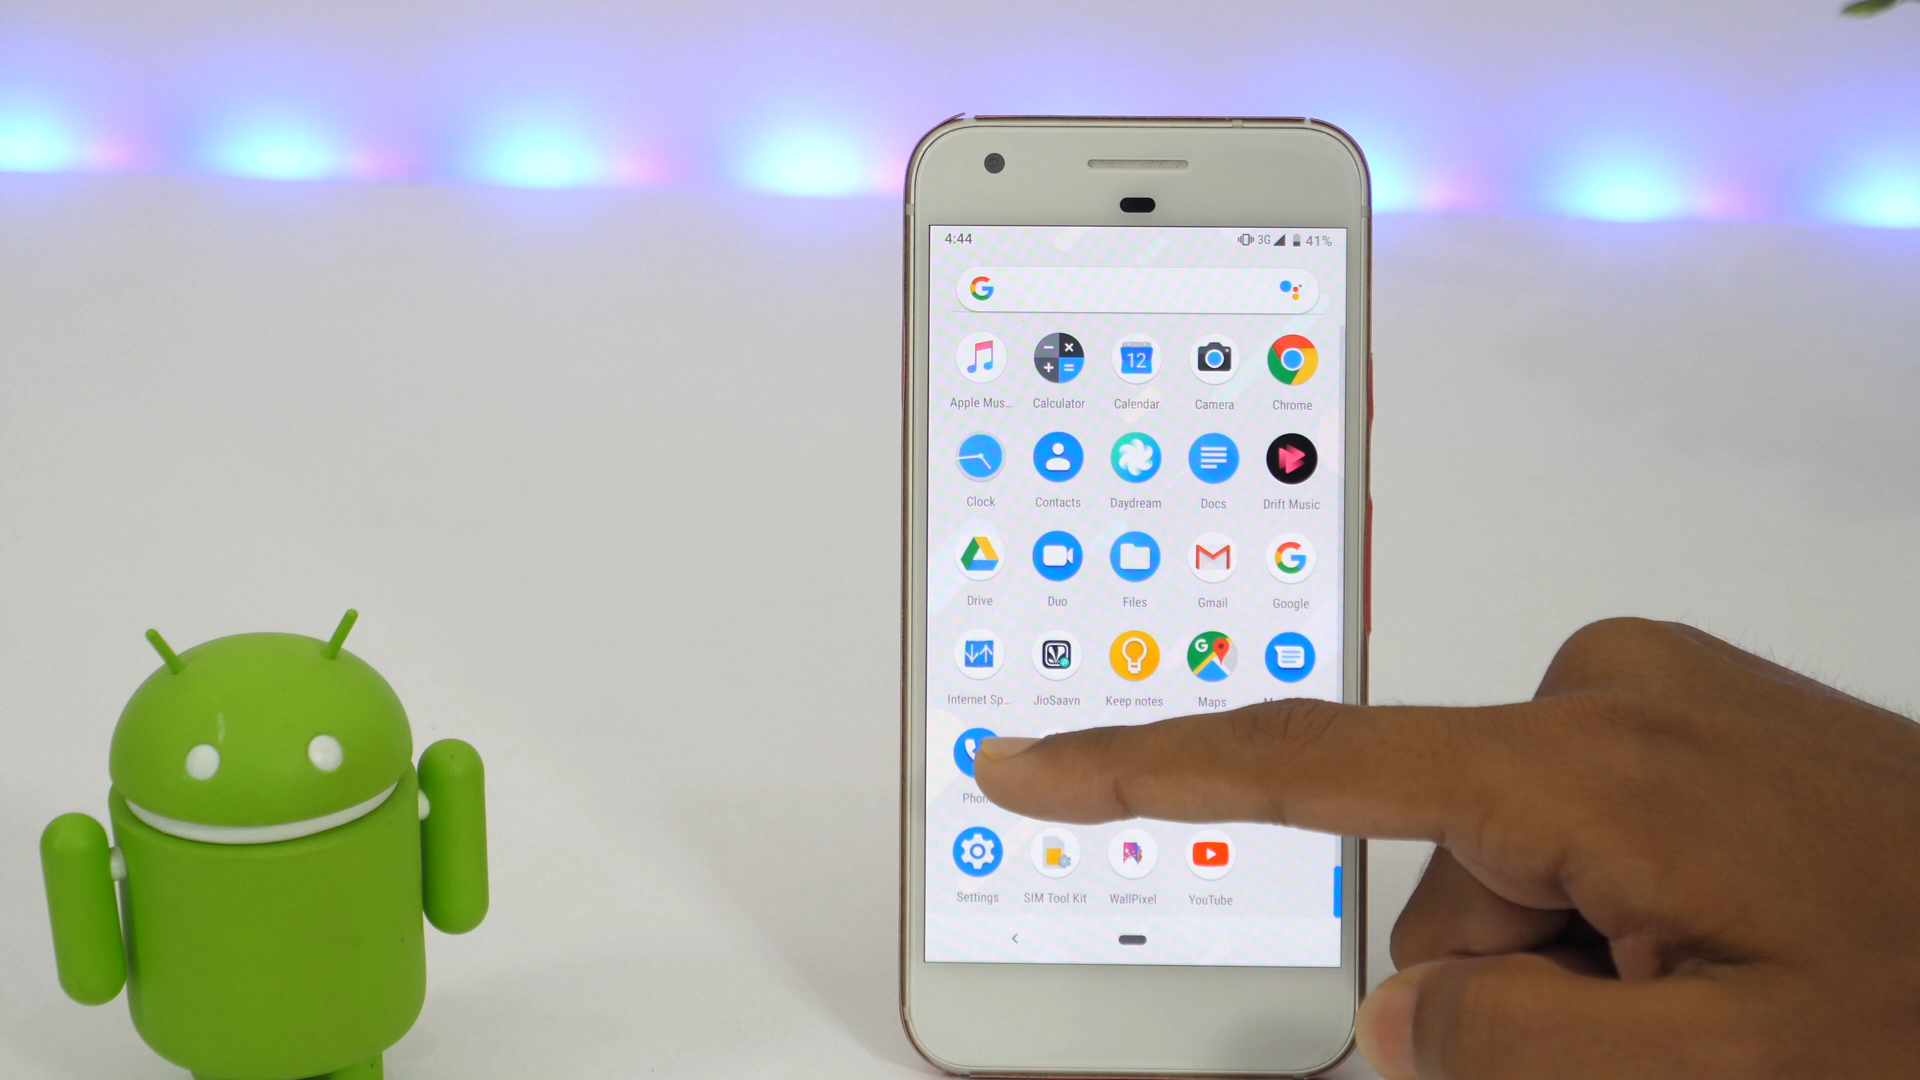 4:44 3G 41%
G
12
Apple Mus... Calculator Calendar Camera Chrome
Clock Contacts Daydream Docs Drift Music
Drive Duo Files Gmail Google
Internet Sp... JioSaavn Keep notes Maps
Settings SIM Tool Kit WallPixel YouTube